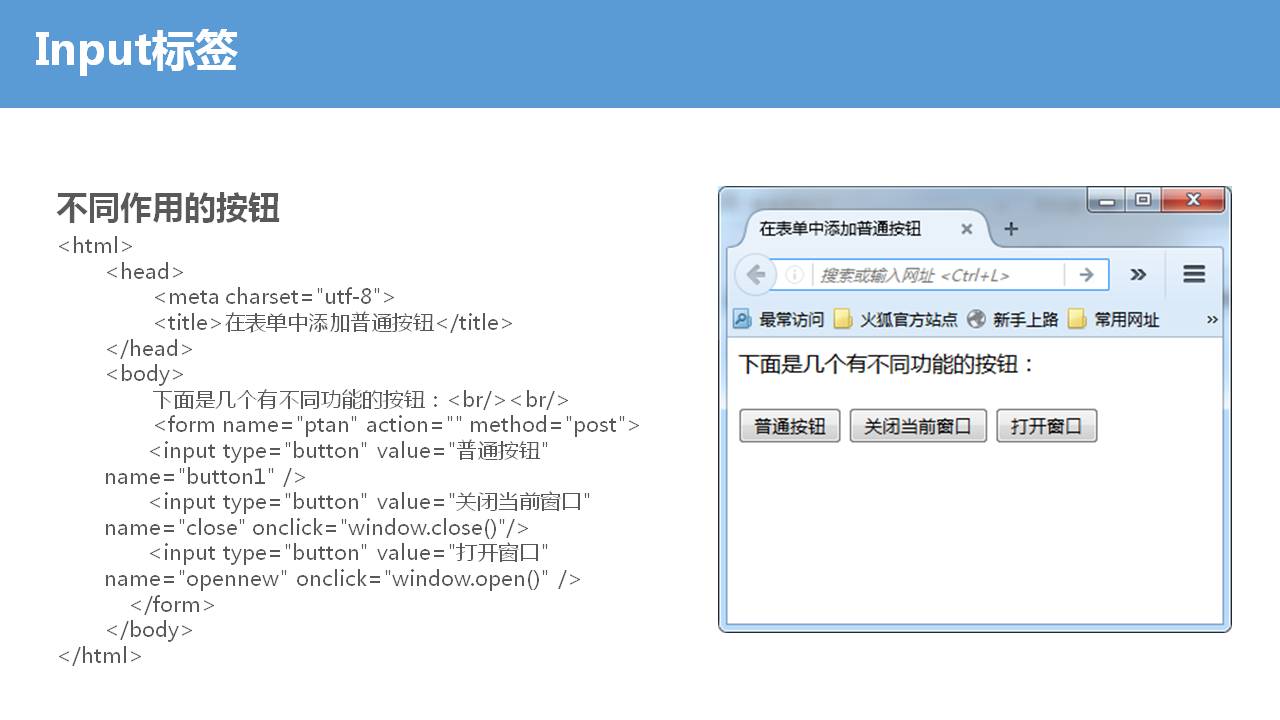 Input标签
不同作用的按钮
<html>
<head>
<meta charset="utf-8">
<title>在表单中添加普通按钮</title>
</head>
<body>
下面是几个有不同功能的按钮：<br/><br/>
<form name="ptan" action="" method="post">
<input type="button" value="普通按钮"
name="button1" />
<input type="button" value="关闭当前窗口"
name="close" onclick="window.close()"/>
<input type="button" value="打开窗口"
name="opennew" onclick="window.open()" />
</form>
</body>
</html>
在表单中添加普通按钮
搜索或输入网址 <Ctrl+L>
最常访问 火狐官方站点 新手上路 常用网址
下面是几个有不同功能的按钮：
普通按钮 关闭当前窗口 打开窗口